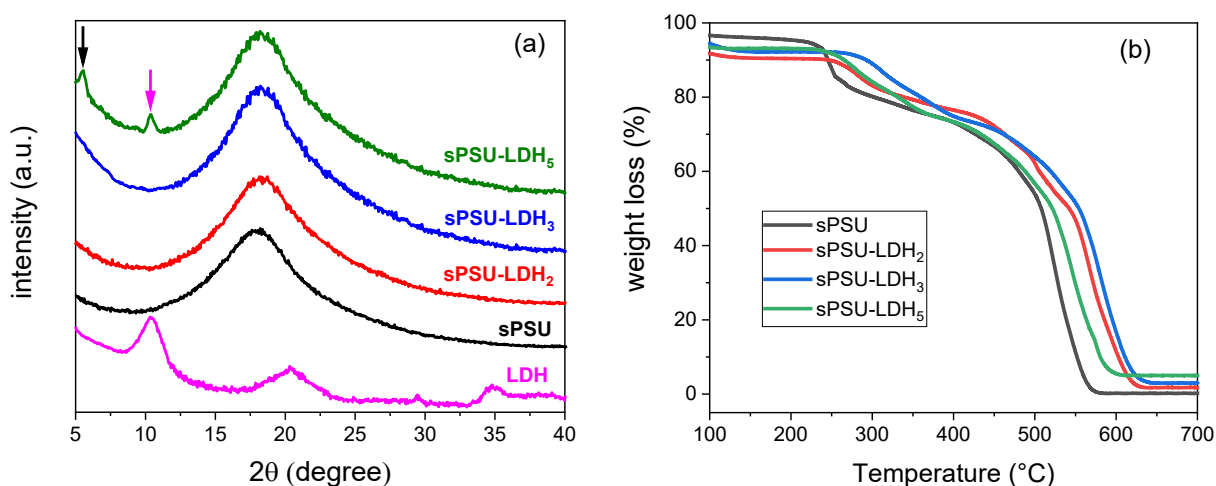 (a)
intensity (a.u.)
sPSU-LDH₅
sPSU-LDH₃
sPSU-LDH₂
sPSU
LDH
5 10 15 20 25 30 35 40
2θ (degree)
(b)
weight loss (%)
100
80
60
40
20
0
sPSU
sPSU-LDH₂
sPSU-LDH₃
sPSU-LDH₅
100 200 300 400 500 600 700
Temperature (°C)